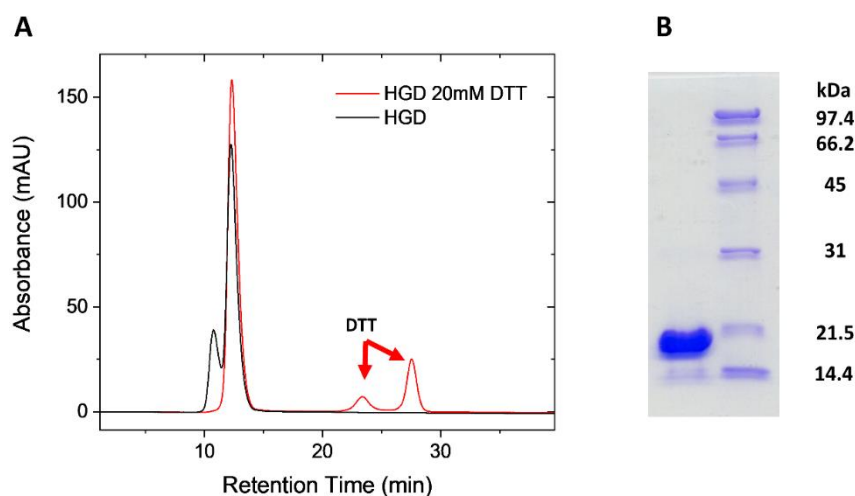 A
B
HGD 20mM DTT
HGD
DTT
150
100
50
0
10
20
30
Absorbance (mAU)
Retention Time (min)
kDa
97.4
66.2
45
31
21.5
14.4